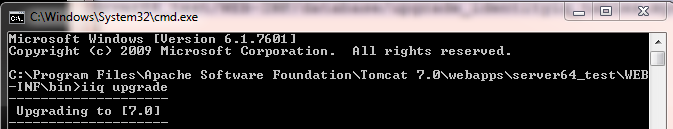 C:\Windows\System32\cmd.exe
Microsoft Windows [Version 6.1.7601]
Copyright (c) 2009 Microsoft Corporation.  All rights reserved.
C:\Program Files\Apache Software Foundation\Tomcat 7.0\webapps\server64_test\WEB
-INF\bin>iiq upgrade
--------------------
 Upgrading to [7.0]
--------------------